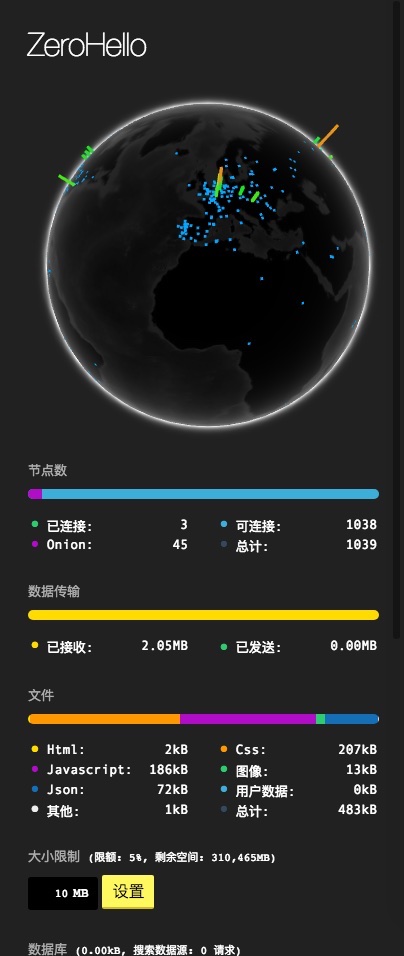 ZeroHello
节点数
已连接: 3 可连接: 1038
Onion: 45 总计: 1039
数据传输
已接收: 2.05MB 已发送: 0.00MB
文件
Html: 2kB Css: 207kB
Javascript: 186kB 图像: 13kB
Json: 72kB 用户数据: 0kB
其他: 1kB 总计: 483kB
大小限制 (限额: 5%, 剩余空间: 310,465MB)
10 MB 设置
数据库 (0.00kB, 搜索数据源: 0 请求)